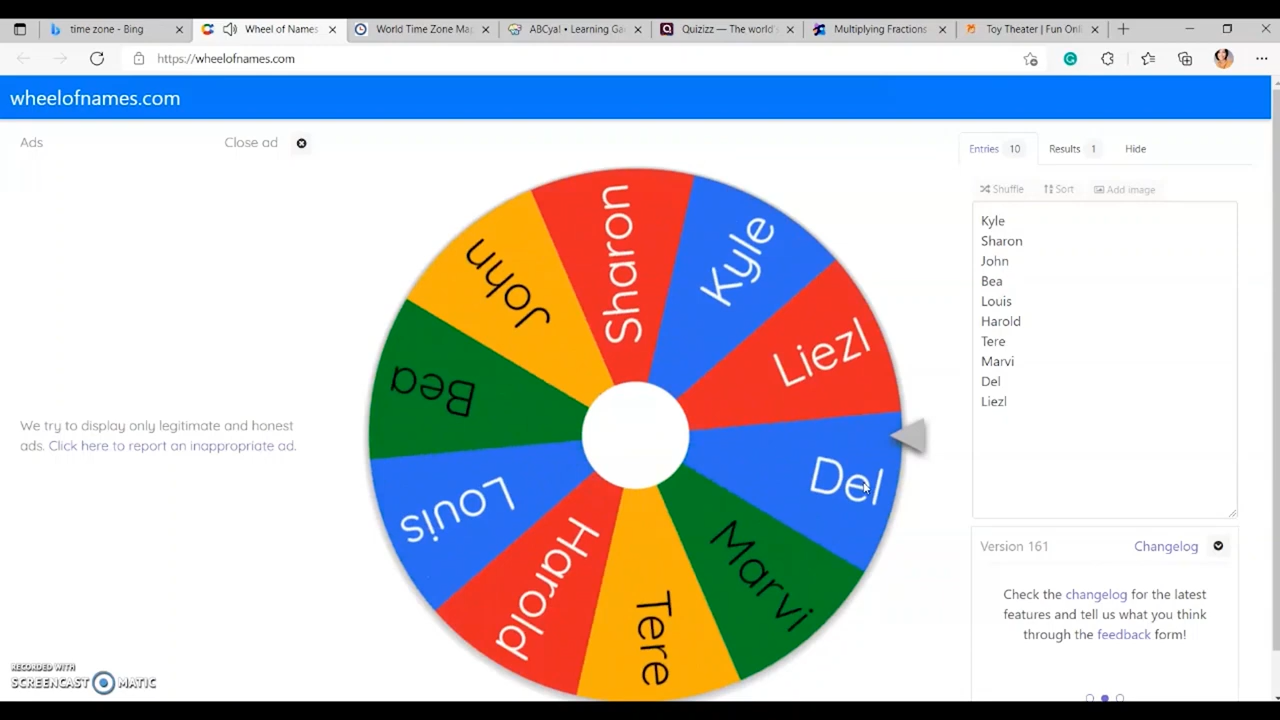 time zone - Bing
Wheel of Names
World Time Zone Ma
ABCya! • Learning Ga
Quizizz — The world's
Multiplying Fractions
Toy Theater | Fun Onli
https://wheelofnames.com
wheelofnames.com
Ads
Close ad
Entries 10
Results 1
Hide
Shuffle
Sort
Add image
Kyle
Sharon
John
Bea
Louis
Harold
Tere
Marvi
Del
Liezl
Sharon
Kyle
Liezl
Del
Marvi
Tere
Harold
Louis
Bea
John
We try to display only legitimate and honest
ads. Click here to report an inappropriate ad.
Version 161
Changelog
Check the changelog for the latest
features and tell us what you think
through the feedback form!
RECORDED WITH
SCREENCAST MATIC